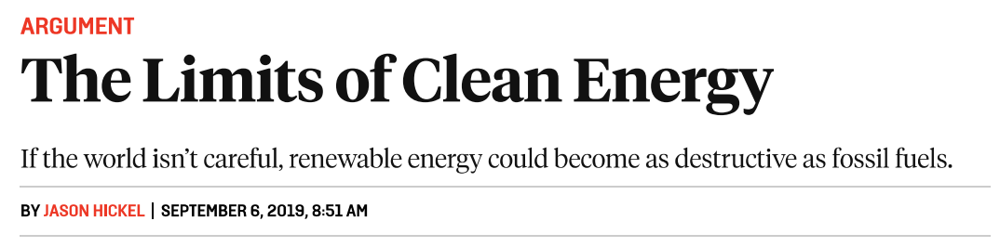 ARGUMENT
The Limits of Clean Energy
If the world isn’t careful, renewable energy could become as destructive as fossil fuels.
BY JASON HICKEL | SEPTEMBER 6, 2019, 8:51 AM